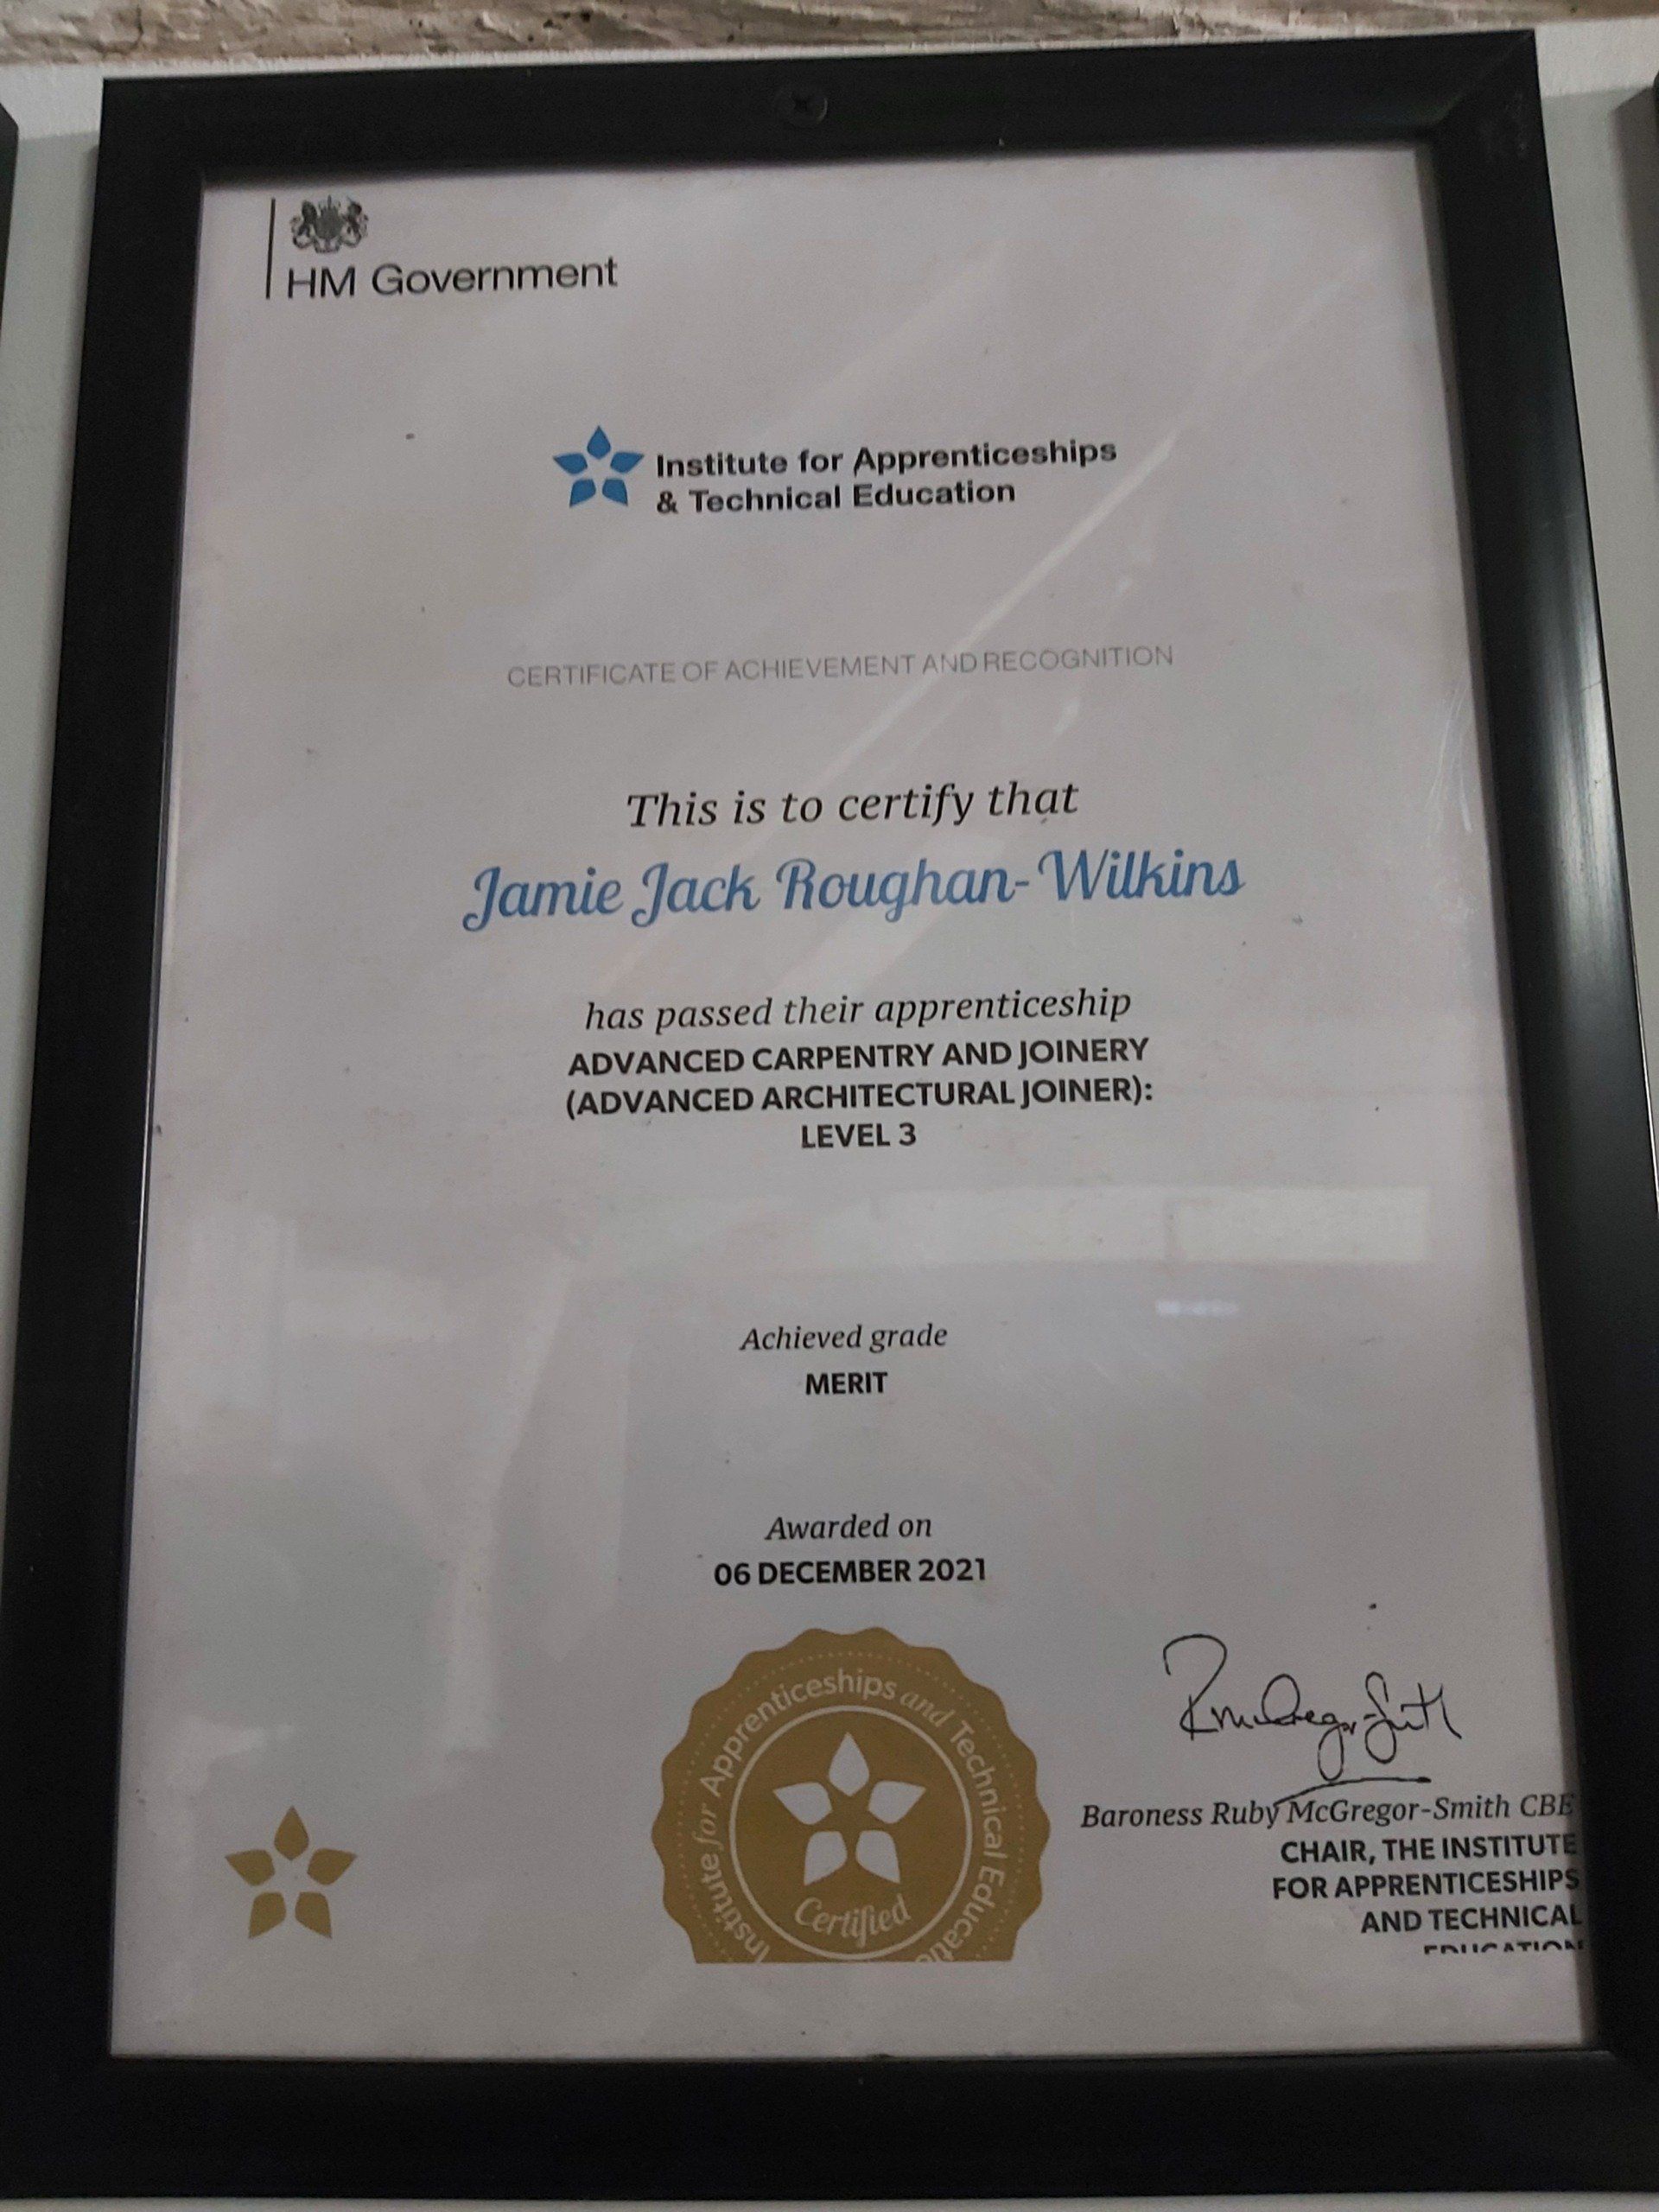 HM Government
Institute for Apprenticeships
& Technical Education
CERTIFICATE OF ACHIEVEMENT AND RECOGNITION
This is to certify that
Jamie Jack Roughan-Wilkins
has passed their apprenticeship
ADVANCED CARPENTRY AND JOINERY
(ADVANCED ARCHITECTURAL JOINER):
LEVEL 3
Achieved grade
MERIT
Awarded on
06 DECEMBER 2021
Institute for Apprenticeships and Technical Educatio
Certified
RMcGregor-Smith
Baroness Ruby McGregor-Smith CBE
CHAIR, THE INSTITUTE
FOR APPRENTICESHIPS
AND TECHNICAL
EDUCATION